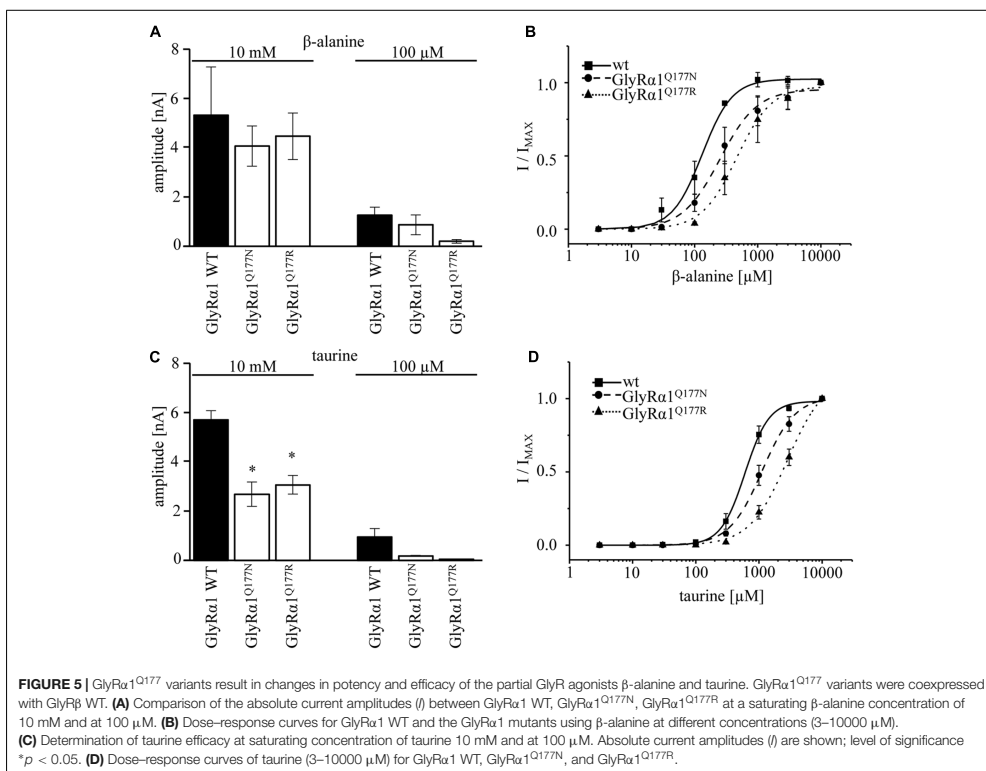 A
β-alanine
10 mM
100 µM
8
6
4
2
0
amplitude [nA]
GlyRα1 WT
GlyRα1Q177N
GlyRα1Q177R
GlyRα1 WT
GlyRα1Q177N
GlyRα1Q177R
B
wt
GlyRα1Q177N
GlyRα1Q177R
1.0
0.5
0.0
I / IMAX
1 10 100 1000 10000
β-alanine [µM]
C
taurine
10 mM
100 µM
8
6
4
2
0
amplitude [nA]
* *
GlyRα1 WT
GlyRα1Q177N
GlyRα1Q177R
GlyRα1 WT
GlyRα1Q177N
GlyRα1Q177R
D
wt
GlyRα1Q177N
GlyRα1Q177R
1.0
0.5
0.0
I / IMAX
1 10 100 1000 10000
taurine [µM]
FIGURE 5 | GlyRα1Q177 variants result in changes in potency and efficacy of the partial GlyR agonists β-alanine and taurine. GlyRα1Q177 variants were coexpressed
with GlyRβ WT. (A) Comparison of the absolute current amplitudes (I) between GlyRα1 WT, GlyRα1Q177N, GlyRα1Q177R at a saturating β-alanine concentration of
10 mM and at 100 µM. (B) Dose–response curves for GlyRα1 WT and the GlyRα1 mutants using β-alanine at different concentrations (3–10000 µM).
(C) Determination of taurine efficacy at saturating concentration of taurine 10 mM and at 100 µM. Absolute current amplitudes (I) are shown; level of significance
*p < 0.05. (D) Dose–response curves of taurine (3–10000 µM) for GlyRα1 WT, GlyRα1Q177N, and GlyRα1Q177R.